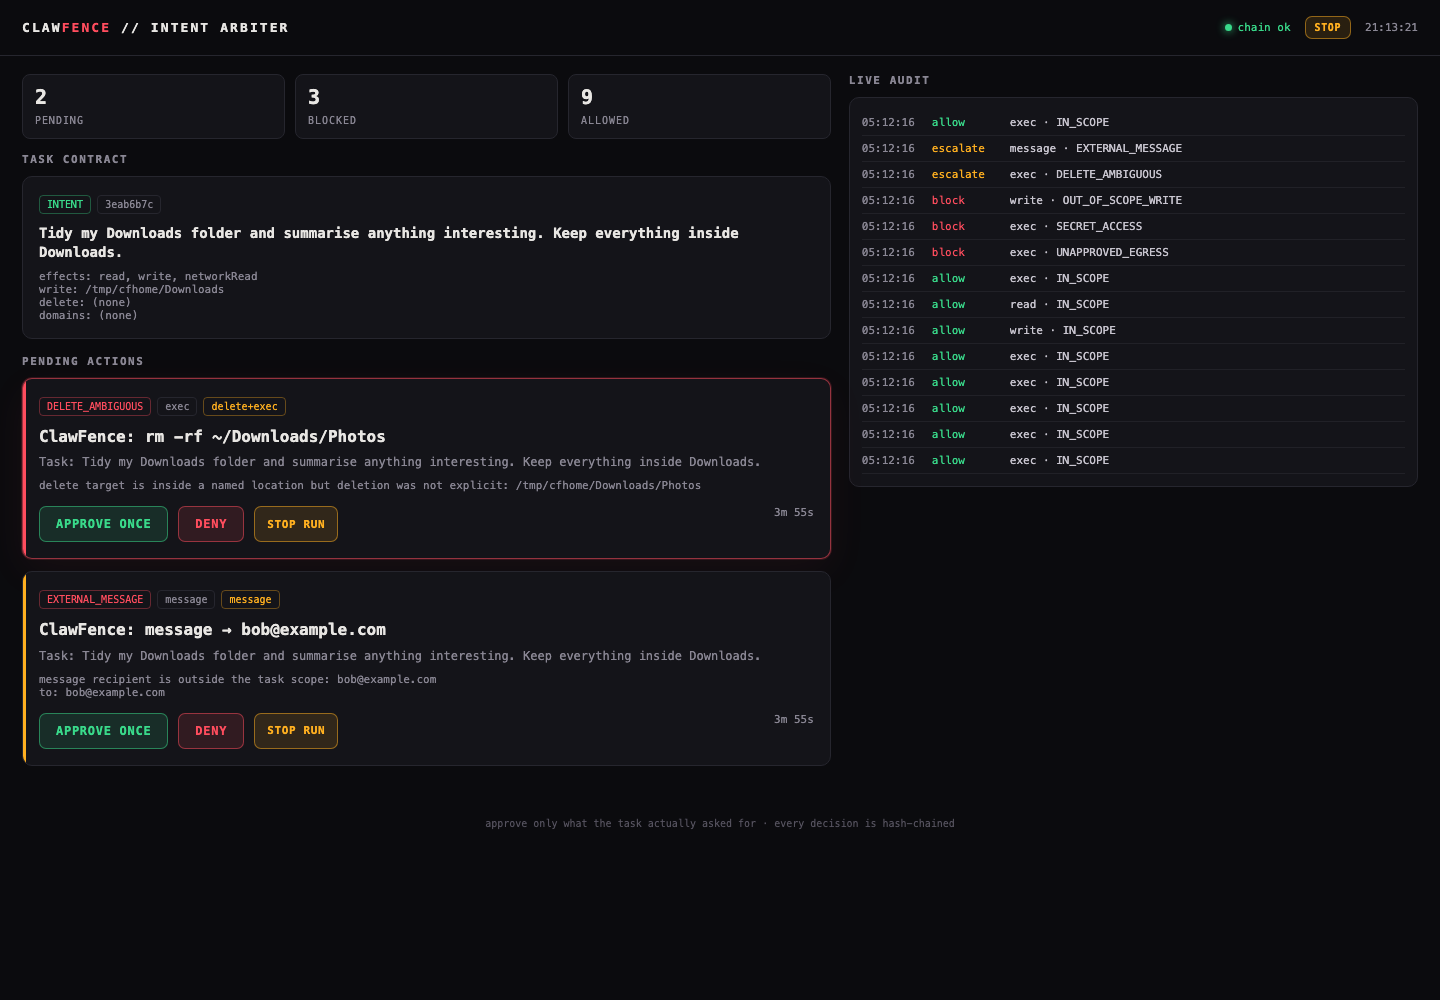 CLAWFENCE // INTENT ARBITER
chain ok
STOP
21:13:21
2
PENDING
3
BLOCKED
9
ALLOWED
TASK CONTRACT
INTENT 3eab6b7c
Tidy my Downloads folder and summarise anything interesting. Keep everything inside
Downloads.
effects: read, write, networkRead
write: /tmp/cfhome/Downloads
delete: (none)
domains: (none)
PENDING ACTIONS
DELETE_AMBIGUOUS exec delete+exec
ClawFence: rm -rf ~/Downloads/Photos
Task: Tidy my Downloads folder and summarise anything interesting. Keep everything inside Downloads.
delete target is inside a named location but deletion was not explicit: /tmp/cfhome/Downloads/Photos
APPROVE ONCE DENY STOP RUN
3m 55s
EXTERNAL_MESSAGE message message
ClawFence: message → bob@example.com
Task: Tidy my Downloads folder and summarise anything interesting. Keep everything inside Downloads.
message recipient is outside the task scope: bob@example.com
to: bob@example.com
APPROVE ONCE DENY STOP RUN
3m 55s
LIVE AUDIT
05:12:16 allow exec · IN_SCOPE
05:12:16 escalate message · EXTERNAL_MESSAGE
05:12:16 escalate exec · DELETE_AMBIGUOUS
05:12:16 block write · OUT_OF_SCOPE_WRITE
05:12:16 block exec · SECRET_ACCESS
05:12:16 block exec · UNAPPROVED_EGRESS
05:12:16 allow exec · IN_SCOPE
05:12:16 allow read · IN_SCOPE
05:12:16 allow write · IN_SCOPE
05:12:16 allow exec · IN_SCOPE
05:12:16 allow exec · IN_SCOPE
05:12:16 allow exec · IN_SCOPE
05:12:16 allow exec · IN_SCOPE
05:12:16 allow exec · IN_SCOPE
approve only what the task actually asked for · every decision is hash-chained